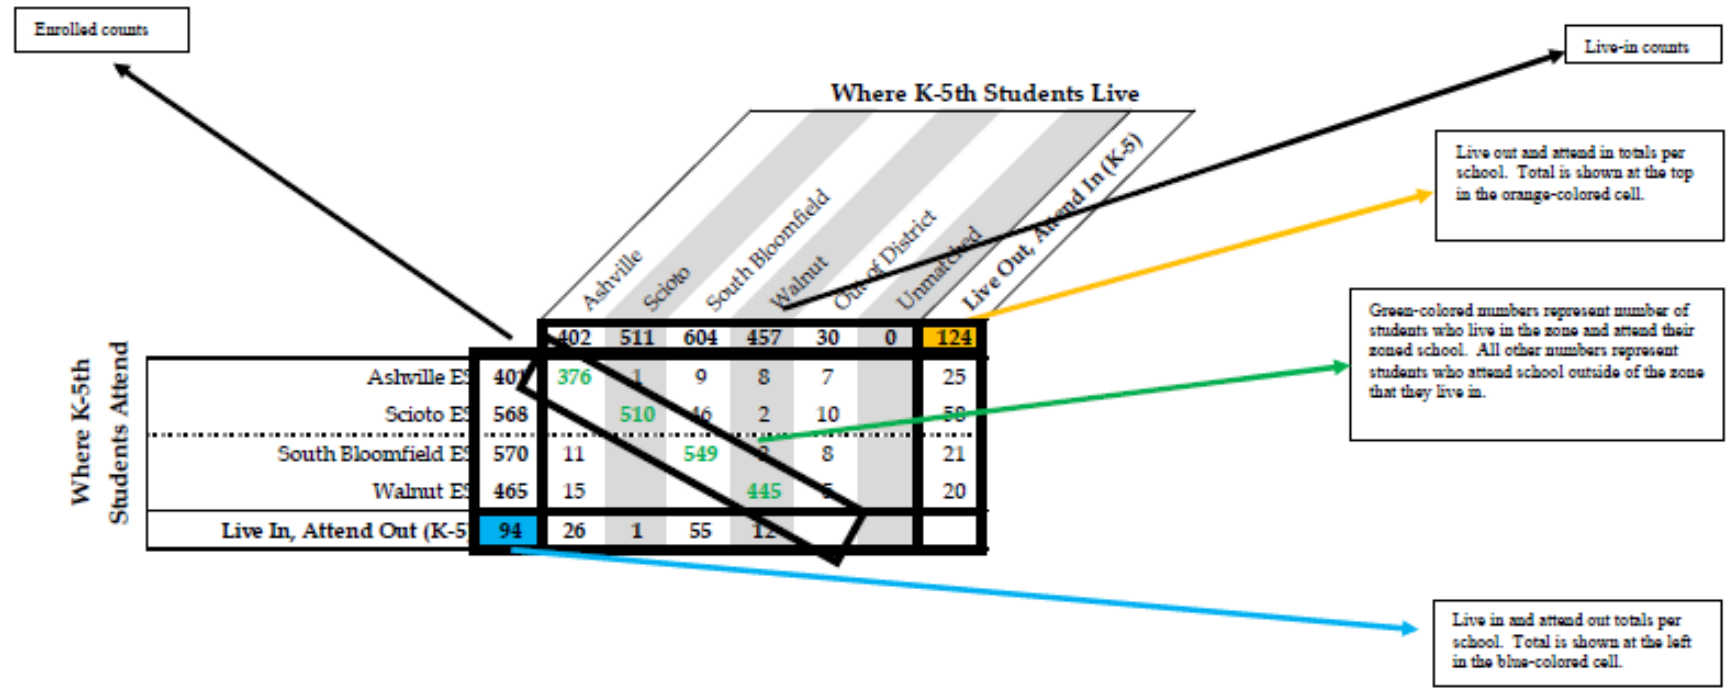 Enrolled counts
Live-in counts
Where K-5th Students Live
Live out and attend in totals per
school. Total is shown at the top
in the orange-colored cell.
Ashville
Scioto
South Bloomfield
Walnut
Out of District
Unmatched
Live Out, Attend In (K-5)
Green-colored numbers represent number of
students who live in the zone and attend their
zoned school. All other numbers represent
students who attend school outside of the zone
that they live in.
402 511 604 457 30 0 124
Where K-5th
Students Attend
Ashville ES 401 376 1 9 8 7 25
Scioto ES 568 510 46 2 10 58
South Bloomfield ES 570 11 549 8 21
Walnut ES 465 15 445 5 20
Live In, Attend Out (K-5 94 26 1 55 12
Live in and attend out totals per
school. Total is shown at the left
in the blue-colored cell.